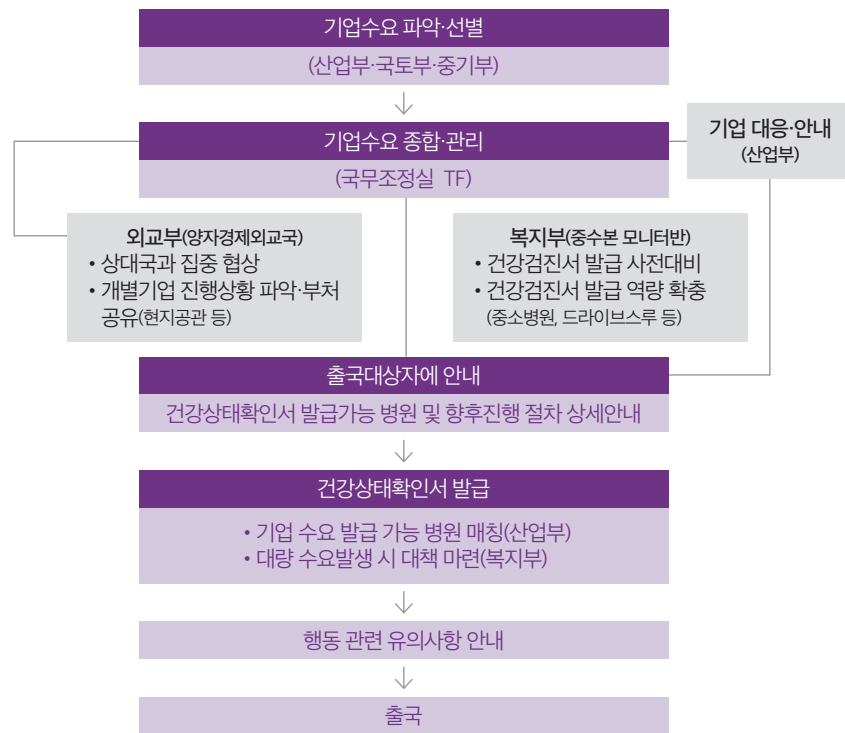 기업수요 파악·선별
(산업부·국토부·중기부)
기업수요 종합·관리
(국무조정실 TF)
기업 대응·안내
(산업부)
외교부(양자경제외교국)
• 상대국과 집중 협상
• 개별기업 진행상황 파악·부처
공유(현지공관 등)
복지부(중수본 모니터반)
• 건강검진서 발급 사전대비
• 건강검진서 발급 역량 확충
(중소병원, 드라이브스루 등)
출국대상자에 안내
건강상태확인서 발급가능 병원 및 향후진행 절차 상세안내
건강상태확인서 발급
• 기업 수요 발급 가능 병원 매칭(산업부)
• 대량 수요발생 시 대책 마련(복지부)
행동 관련 유의사항 안내
출국